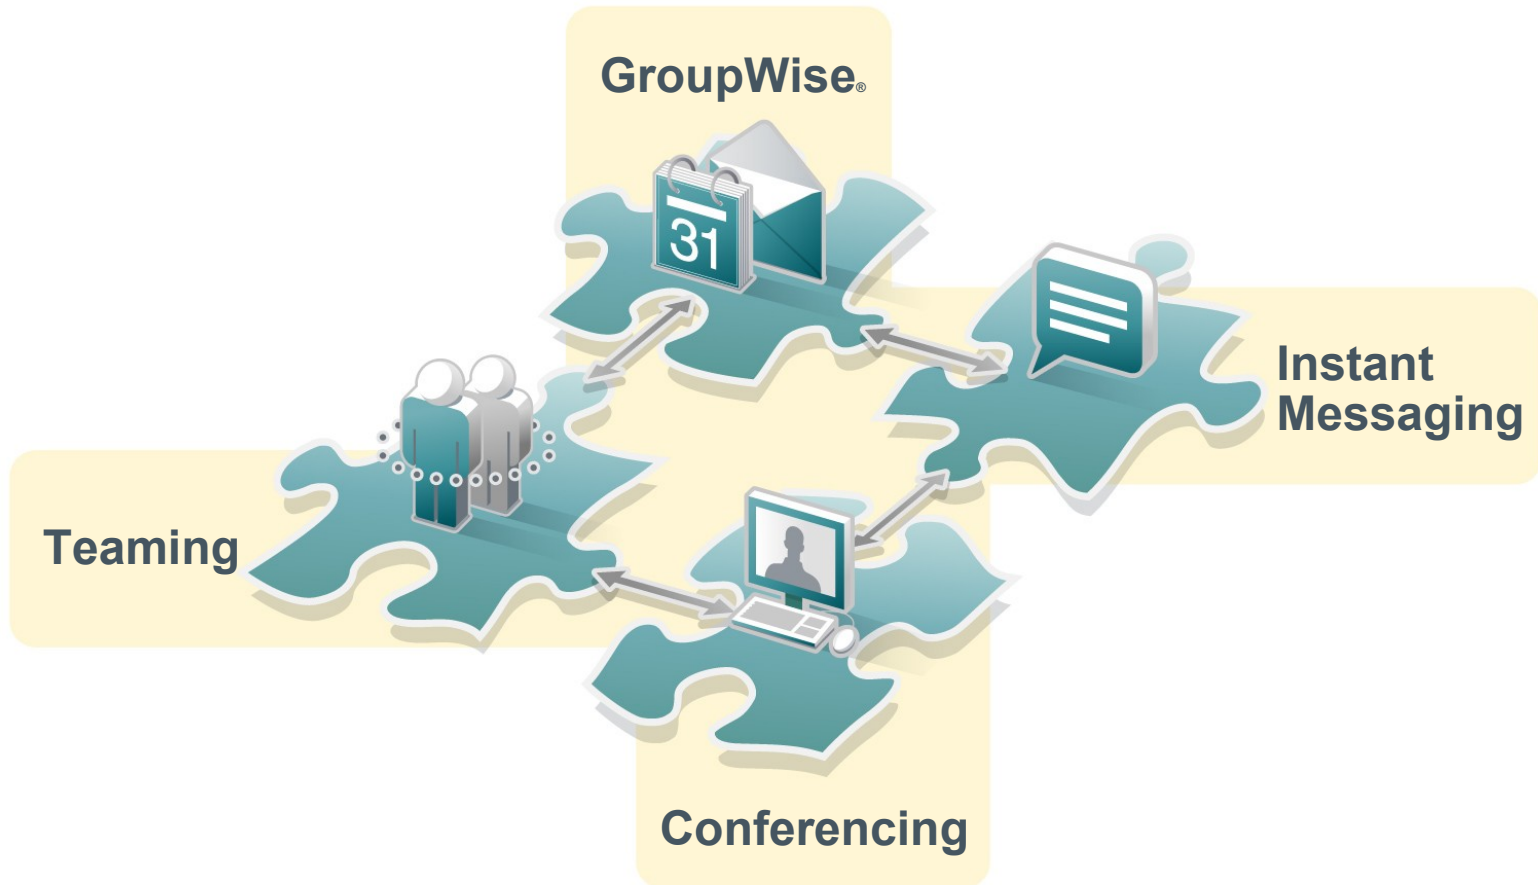 GroupWise®
31
Instant
Messaging
Teaming
Conferencing